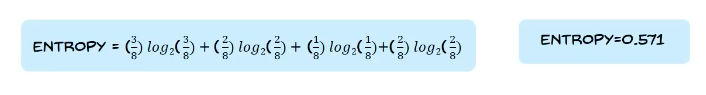 ENTROPY = (3/8) log₂(3/8) + (2/8) log₂(2/8) + (1/8) log₂(1/8)+(2/8) log₂(2/8)
ENTROPY=0.571